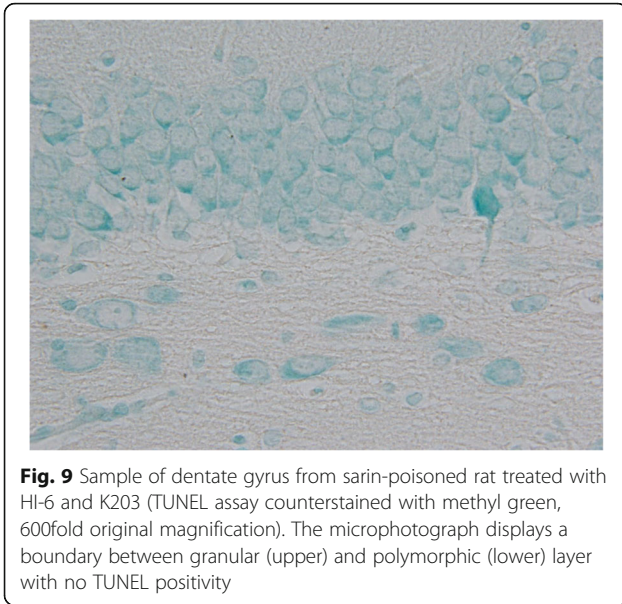 Fig. 9 Sample of dentate gyrus from sarin-poisoned rat treated with
HI-6 and K203 (TUNEL assay counterstained with methyl green,
600fold original magnification). The microphotograph displays a
boundary between granular (upper) and polymorphic (lower) layer
with no TUNEL positivity